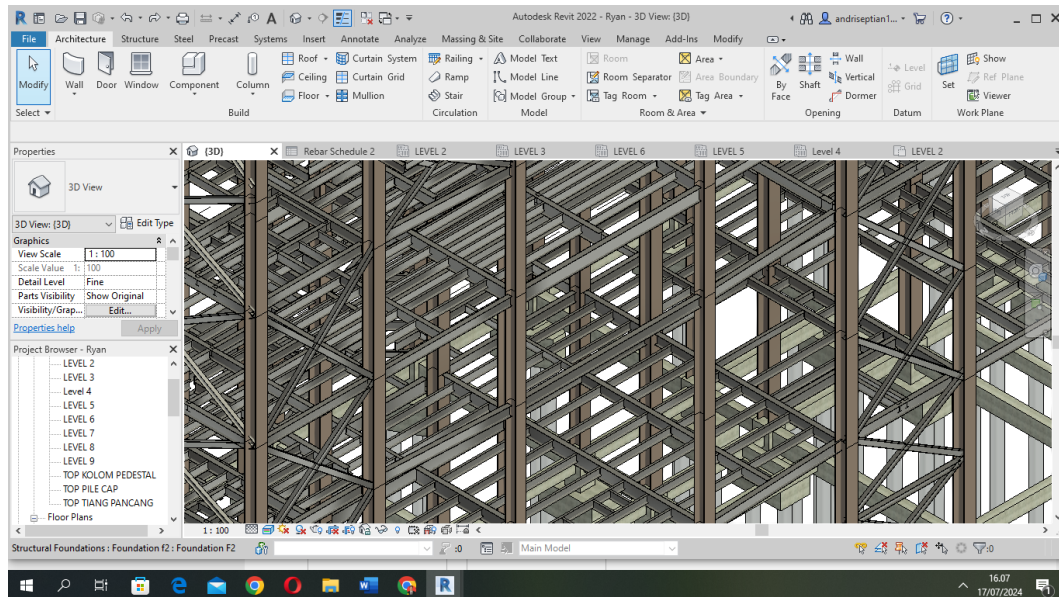 Autodesk Revit 2022 - Ryan - 3D View: {3D}
andriseptian1...
File Architecture Structure Steel Precast Systems Insert Annotate Analyze Massing & Site Collaborate View Manage Add-Ins Modify
Modify
Wall
Door
Window
Component
Column
Roof
Ceiling
Floor
Curtain System
Curtain Grid
Mullion
Railing
Ramp
Stair
Model Text
Model Line
Model Group
Room
Room Separator
Tag Room
Area
Area Boundary
Tag Area
By Face
Shaft
Wall
Vertical
Dormer
Level
Grid
Set
Show
Ref Plane
Viewer
Select
Build
Circulation
Model
Room & Area
Opening
Datum
Work Plane
Properties
{3D}
Rebar Schedule 2
LEVEL 2
LEVEL 3
LEVEL 6
LEVEL 5
Level 4
LEVEL 2
3D View
3D View: {3D}
Edit Type
Graphics
View Scale 1 : 100
Scale Value 1: 100
Detail Level Fine
Parts Visibility Show Original
Visibility/Grap... Edit...
Properties help
Apply
Project Browser - Ryan
LEVEL 2
LEVEL 3
Level 4
LEVEL 5
LEVEL 6
LEVEL 7
LEVEL 8
LEVEL 9
TOP KOLOM PEDESTAL
TOP PILE CAP
TOP TIANG PANCANG
Floor Plans
1 : 100
Structural Foundations : Foundation f2 : Foundation F2
:0
Main Model
:0
16.07
17/07/2024